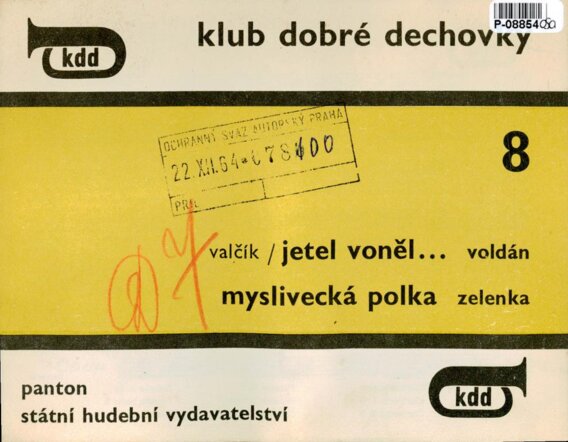 kdd
klub dobré dechovky
P-08854
OCHRANNÝ SVAZ AUTORSKÝ PRAHA
22.XII.64
8
valčík / jetel voněl... voldán
myslivecká polka zelenka
panton
státní hudební vydavatelství
kdd